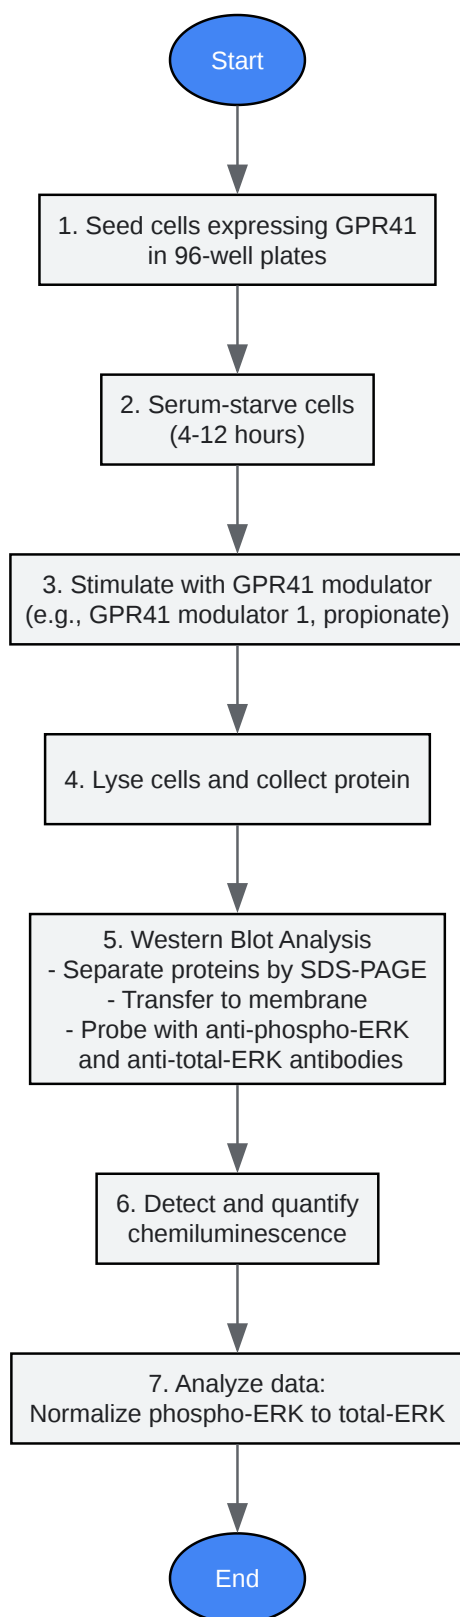 Start
1. Seed cells expressing GPR41
in 96-well plates
2. Serum-starve cells
(4-12 hours)
3. Stimulate with GPR41 modulator
(e.g., GPR41 modulator 1, propionate)
4. Lyse cells and collect protein
5. Western Blot Analysis
- Separate proteins by SDS-PAGE
- Transfer to membrane
- Probe with anti-phospho-ERK
and anti-total-ERK antibodies
6. Detect and quantify
chemiluminescence
7. Analyze data:
Normalize phospho-ERK to total-ERK
End